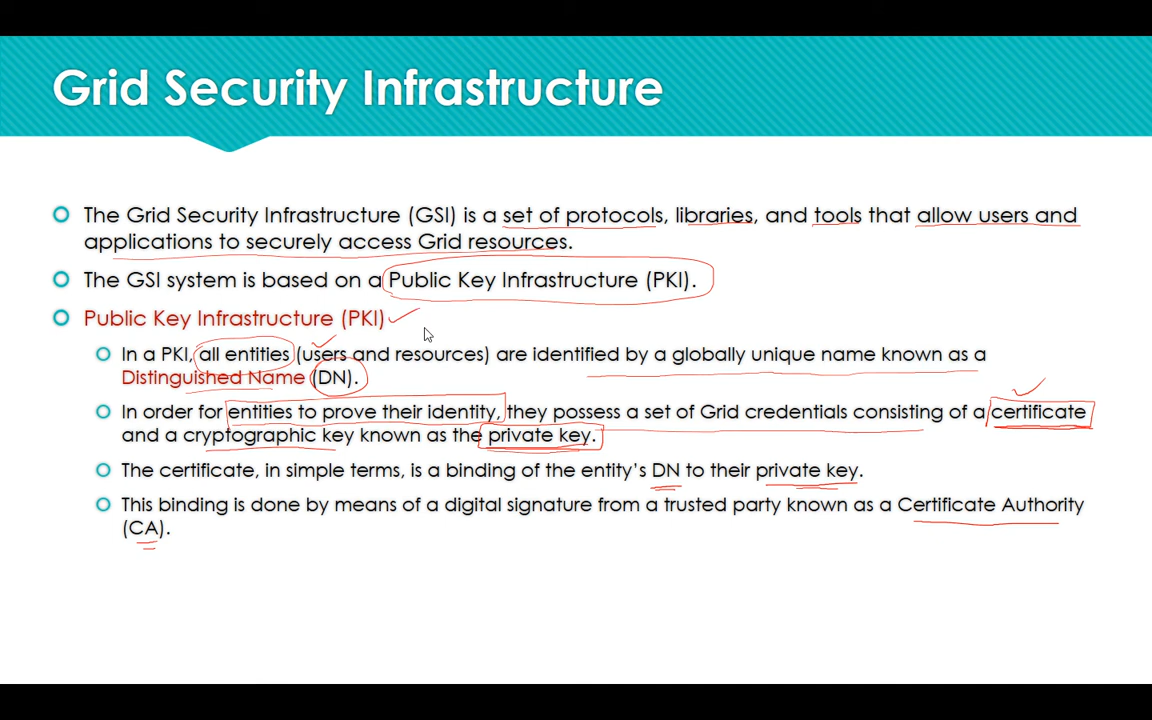 Grid Security Infrastructure
The Grid Security Infrastructure (GSI) is a set of protocols, libraries, and tools that allow users and
applications to securely access Grid resources.
The GSI system is based on a Public Key Infrastructure (PKI).
Public Key Infrastructure (PKI)
In a PKI, all entities (users and resources) are identified by a globally unique name known as a
Distinguished Name (DN).
In order for entities to prove their identity, they possess a set of Grid credentials consisting of a certificate
and a cryptographic key known as the private key.
The certificate, in simple terms, is a binding of the entity's DN to their private key.
This binding is done by means of a digital signature from a trusted party known as a Certificate Authority
(CA).